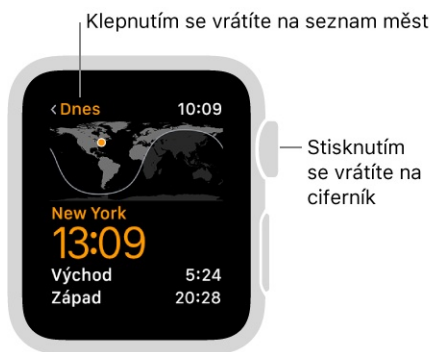 Klepnutím se vrátíte na seznam měst
<Dnes 10:09
New York
13:09
Východ 5:24
Západ 20:28
Stisknutím
se vrátíte na
ciferník